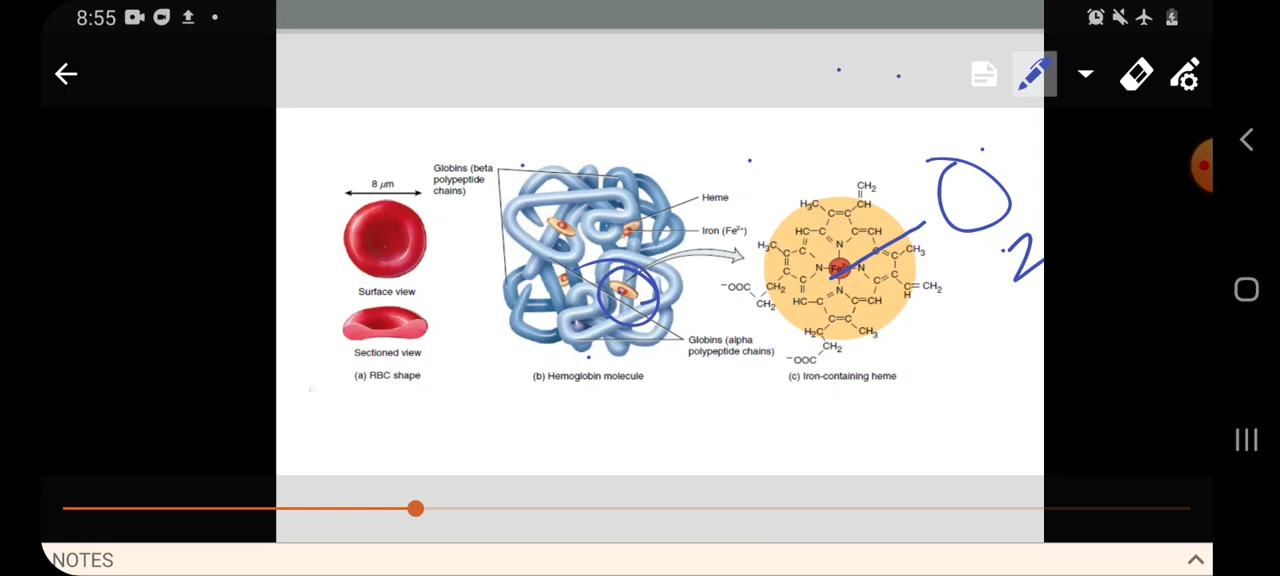 8:55
Globins (beta
polypeptide
chains)
8 µm
Surface view
Sectioned view
(a) RBC shape
Heme
Iron (Fe²⁺)
Globins (alpha
polypeptide chains)
(b) Hemoglobin molecule
CH₂
H₃C
CH
C=C
HC–C
C=CH
N
H₃C
C
C
CH₃
C
N
Fe²⁺
N
C
C
C
⁻OOC
CH₂
C
C
C=CH₂
H
CH₂
HC–C
N
C=CH
C=C
H₂C
CH₃
CH₂
⁻OOC
(c) Iron-containing heme
O
2
NOTES